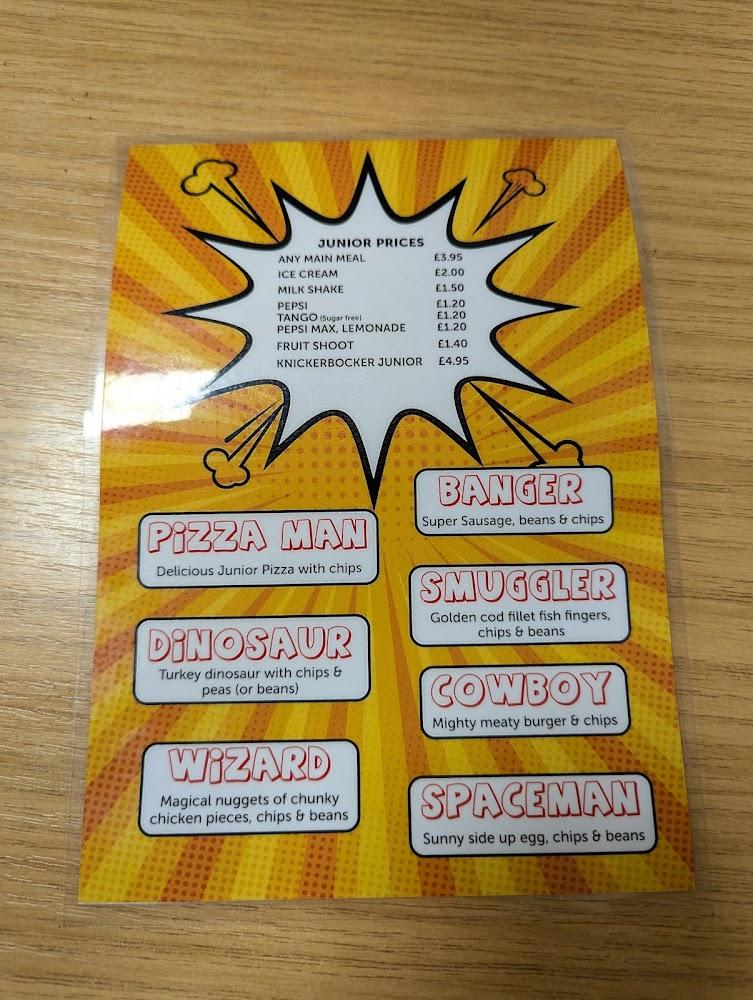 JUNIOR PRICES
ANY MAIN MEAL £3.95
ICE CREAM £2.00
MILK SHAKE £1.50
PEPSI £1.20
TANGO (Sugar free) £1.20
PEPSI MAX, LEMONADE £1.20
FRUIT SHOOT £1.40
KNICKERBOCKER JUNIOR £4.95
PiZZA MAN
Delicious Junior Pizza with chips
DiNOSAUR
Turkey dinosaur with chips &
peas (or beans)
WiZARD
Magical nuggets of chunky
chicken pieces, chips & beans
BANGER
Super Sausage, beans & chips
SMUGGLER
Golden cod fillet fish fingers,
chips & beans
COWBOY
Mighty meaty burger & chips
SPACEMAN
Sunny side up egg, chips & beans